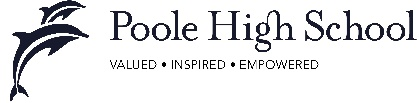 Poole High School
VALUED • INSPIRED • EMPOWERED